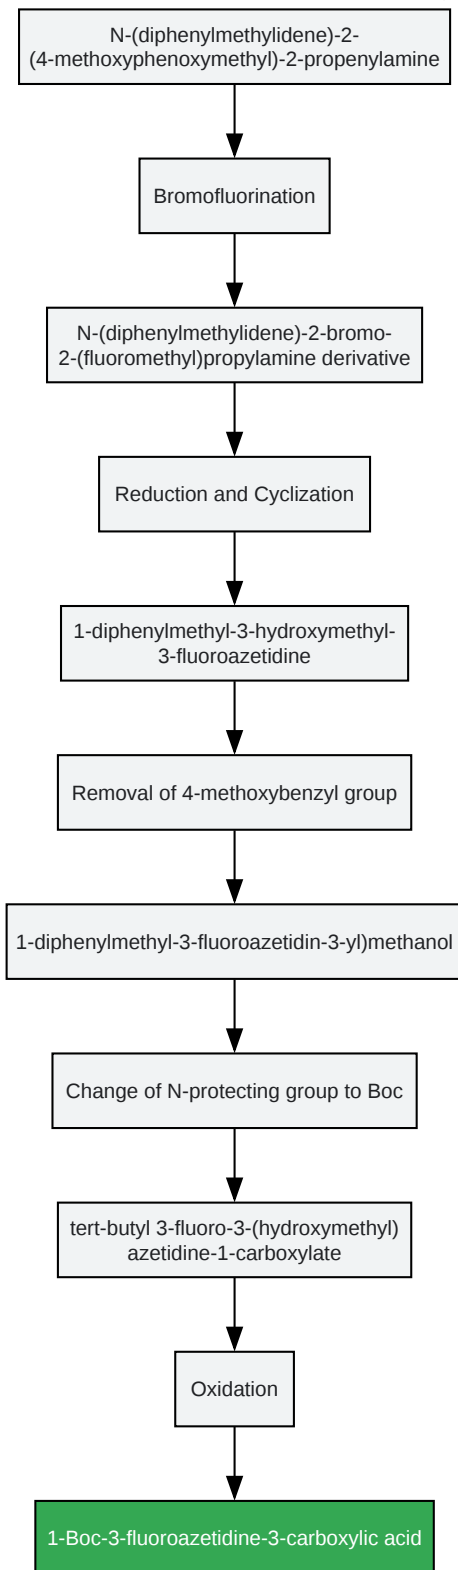 N-(diphenylmethylidene)-2-
(4-methoxyphenoxymethyl)-2-propenylamine
Bromofluorination
N-(diphenylmethylidene)-2-bromo-
2-(fluoromethyl)propylamine derivative
Reduction and Cyclization
1-diphenylmethyl-3-hydroxymethyl-
3-fluoroazetidine
Removal of 4-methoxybenzyl group
1-diphenylmethyl-3-fluoroazetidin-3-yl)methanol
Change of N-protecting group to Boc
tert-butyl 3-fluoro-3-(hydroxymethyl)
azetidine-1-carboxylate
Oxidation
1-Boc-3-fluoroazetidine-3-carboxylic acid